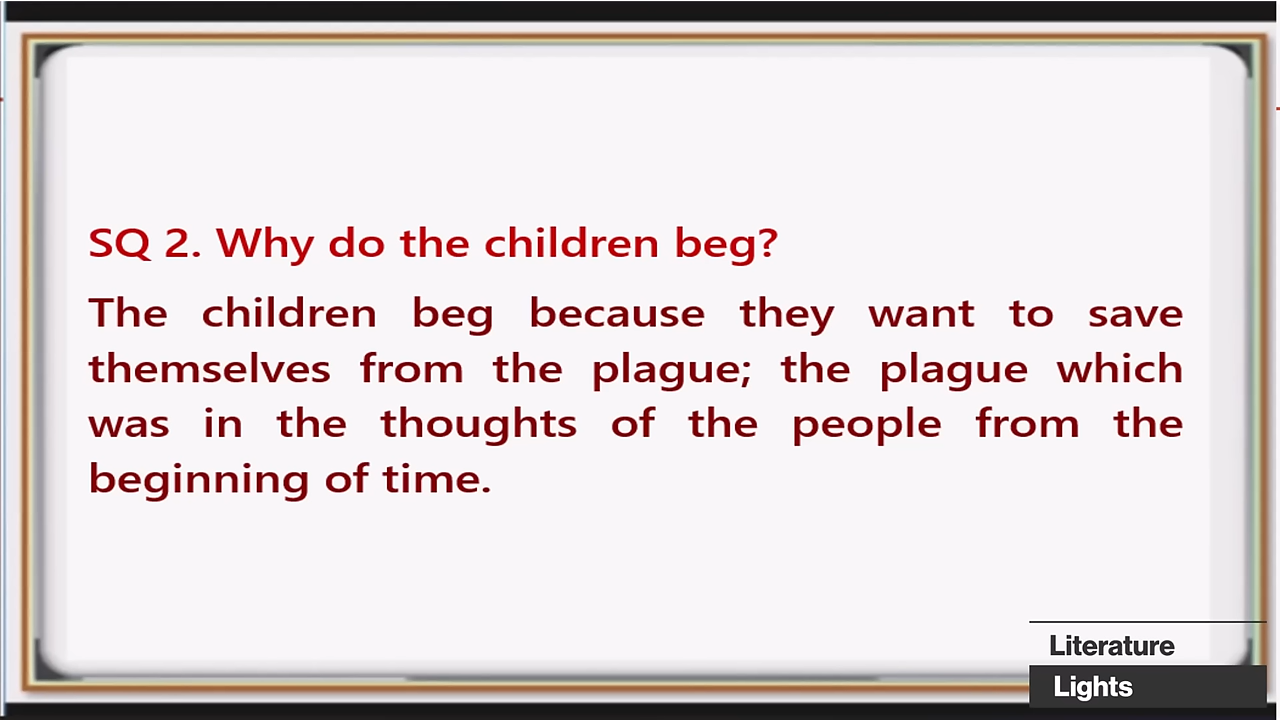 SQ 2. Why do the children beg?
The children beg because they want to save
themselves from the plague; the plague which
was in the thoughts of the people from the
beginning of time.
Literature
Lights